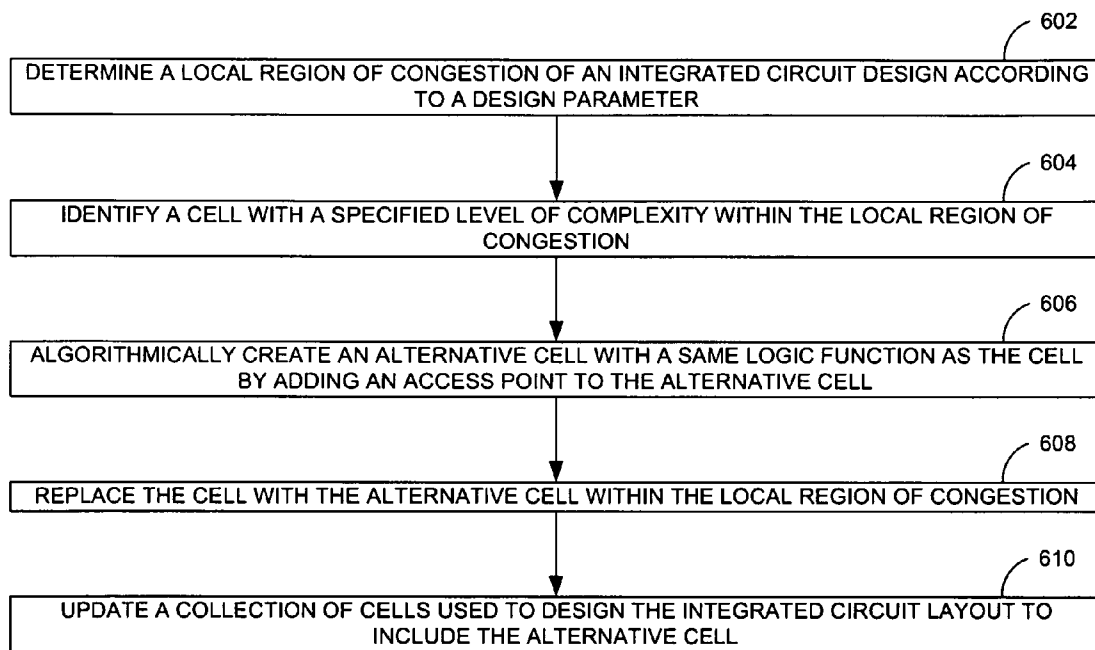 602
DETERMINE A LOCAL REGION OF CONGESTION OF AN INTEGRATED CIRCUIT DESIGN ACCORDING
TO A DESIGN PARAMETER
604
IDENTIFY A CELL WITH A SPECIFIED LEVEL OF COMPLEXITY WITHIN THE LOCAL REGION OF
CONGESTION
606
ALGORITHMICALLY CREATE AN ALTERNATIVE CELL WITH A SAME LOGIC FUNCTION AS THE CELL
BY ADDING AN ACCESS POINT TO THE ALTERNATIVE CELL
608
REPLACE THE CELL WITH THE ALTERNATIVE CELL WITHIN THE LOCAL REGION OF CONGESTION
610
UPDATE A COLLECTION OF CELLS USED TO DESIGN THE INTEGRATED CIRCUIT LAYOUT TO
INCLUDE THE ALTERNATIVE CELL